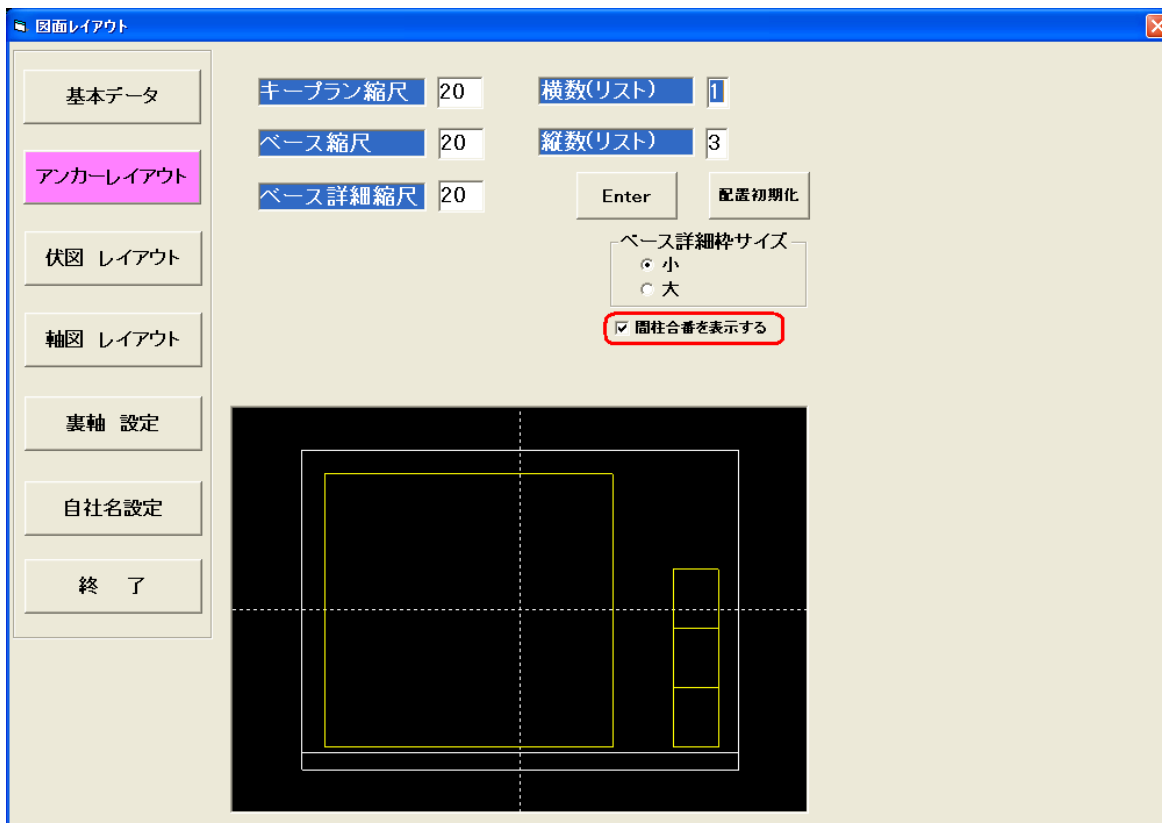 図面レイアウト
基本データ
アンカーレイアウト
伏図 レイアウト
軸図 レイアウト
裏軸 設定
自社名設定
終 了
キープラン縮尺 20
ベース縮尺 20
ベース詳細縮尺 20
横数(リスト) 1
縦数(リスト) 3
Enter
配置初期化
ベース詳細枠サイズ
小
大
間柱合番を表示する